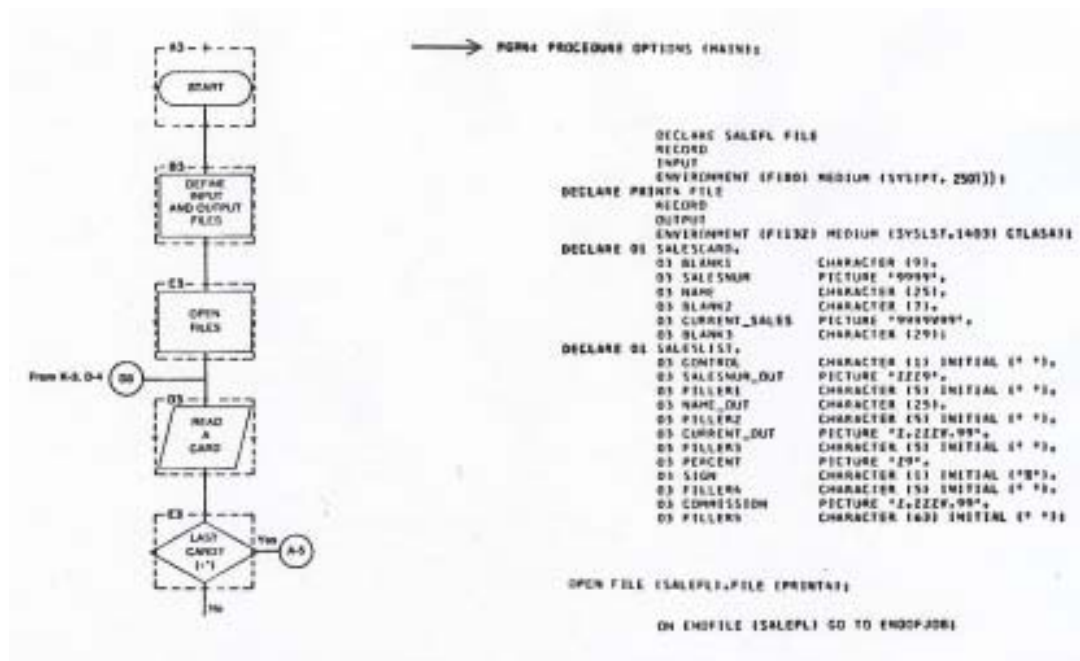 A3
START
B3
DEFINE
INPUT
AND OUTPUT
FILES
C3
OPEN
FILES
From K-3, D-4
D3
READ
A
CARD
E3
LAST
CARD?
Yes
A-5
No
PROCEDURE OPTIONS (MAIN);
DECLARE SALEFL FILE
RECORD
INPUT
ENVIRONMENT (F(80) MEDIUM (SYSIPT, 2501));
DECLARE PRINT4 FILE
RECORD
OUTPUT
ENVIRONMENT (F(132) MEDIUM (SYSLST,1403) CTLASA);
DECLARE 01 SALESCARD,
03 BLANK1 CHARACTER (9),
03 SALESNUM PICTURE '9999',
03 NAME CHARACTER (25),
03 BLANK2 CHARACTER (7),
03 CURRENT_SALES PICTURE '9999V99',
03 BLANK3 CHARACTER (29);
DECLARE 01 SALESLIST,
03 CONTROL CHARACTER (1) INITIAL (' '),
03 SALESNUM_OUT PICTURE 'ZZZ9',
03 FILLER1 CHARACTER (5) INITIAL (' '),
03 NAME_OUT CHARACTER (25),
03 FILLER2 CHARACTER (5) INITIAL (' '),
03 CURRENT_OUT PICTURE 'Z,ZZZV.99',
03 FILLER3 CHARACTER (5) INITIAL (' '),
03 PERCENT PICTURE 'Z9',
03 SIGN CHARACTER (1) INITIAL ('%'),
03 FILLER4 CHARACTER (5) INITIAL (' '),
03 COMMISSION PICTURE 'Z,ZZZV.99',
03 FILLER5 CHARACTER (63) INITIAL (' ');
OPEN FILE (SALEFL),FILE (PRINT4);
ON ENDFILE (SALEFL) GO TO ENDOFJOB;